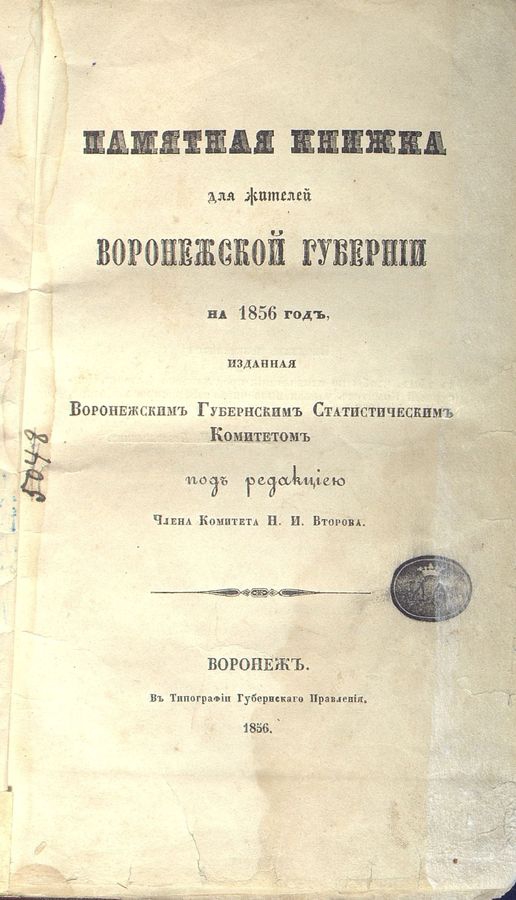 ПАМЯТНАЯ КНИЖКА
для жителей
ВОРОНЕЖСКОЙ ГУБЕРНІИ
НА 1856 ГОДЪ,
ИЗДАННАЯ
ВОРОНЕЖСКИМЪ ГУБЕРНСКИМЪ СТАТИСТИЧЕСКИМЪ
КОМИТЕТОМЪ
подъ редакціею
ЧЛЕНА КОМИТЕТА Н. И. ВТОРОВА.
5048
ВОРОНЕЖЪ.
Въ Типографіи Губернскаго Правленія.
1856.